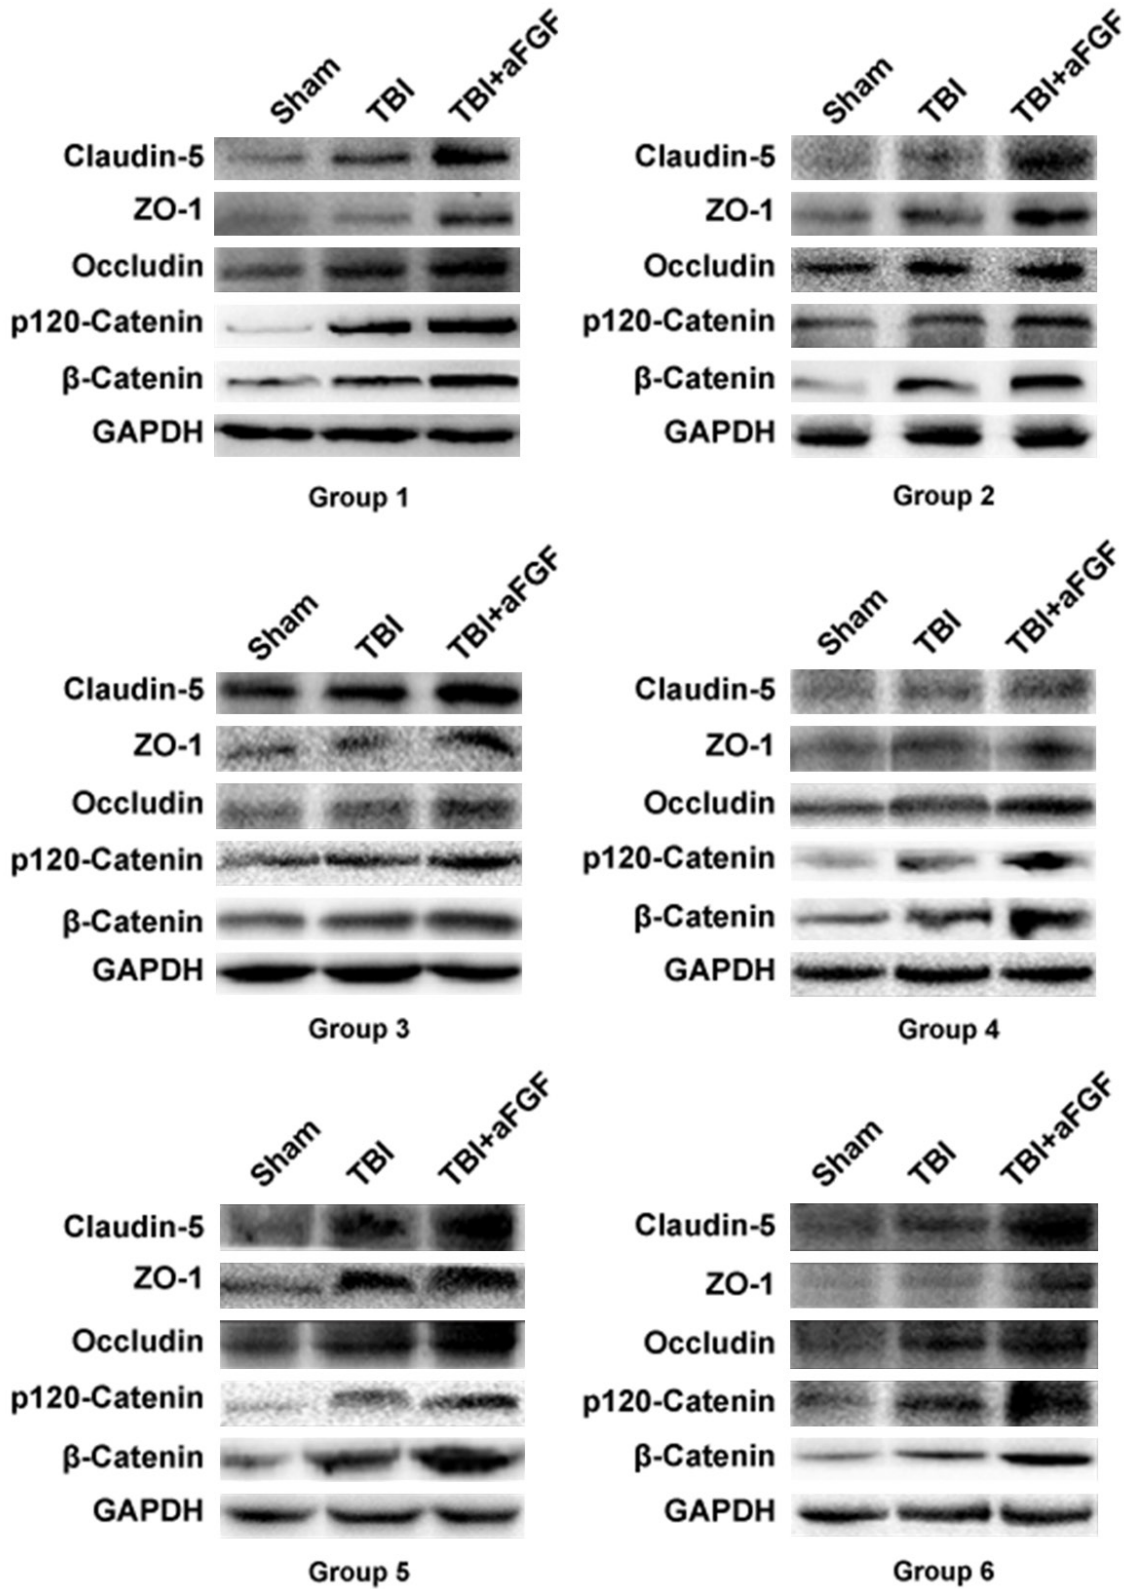 Sham TBI TBI+aFGF
Claudin-5
ZO-1
Occludin
p120-Catenin
β-Catenin
GAPDH
Group 1
Sham TBI TBI+aFGF
Claudin-5
ZO-1
Occludin
p120-Catenin
β-Catenin
GAPDH
Group 2
Sham TBI TBI+aFGF
Claudin-5
ZO-1
Occludin
p120-Catenin
β-Catenin
GAPDH
Group 3
Sham TBI TBI+aFGF
Claudin-5
ZO-1
Occludin
p120-Catenin
β-Catenin
GAPDH
Group 4
Sham TBI TBI+aFGF
Claudin-5
ZO-1
Occludin
p120-Catenin
β-Catenin
GAPDH
Group 5
Sham TBI TBI+aFGF
Claudin-5
ZO-1
Occludin
p120-Catenin
β-Catenin
GAPDH
Group 6